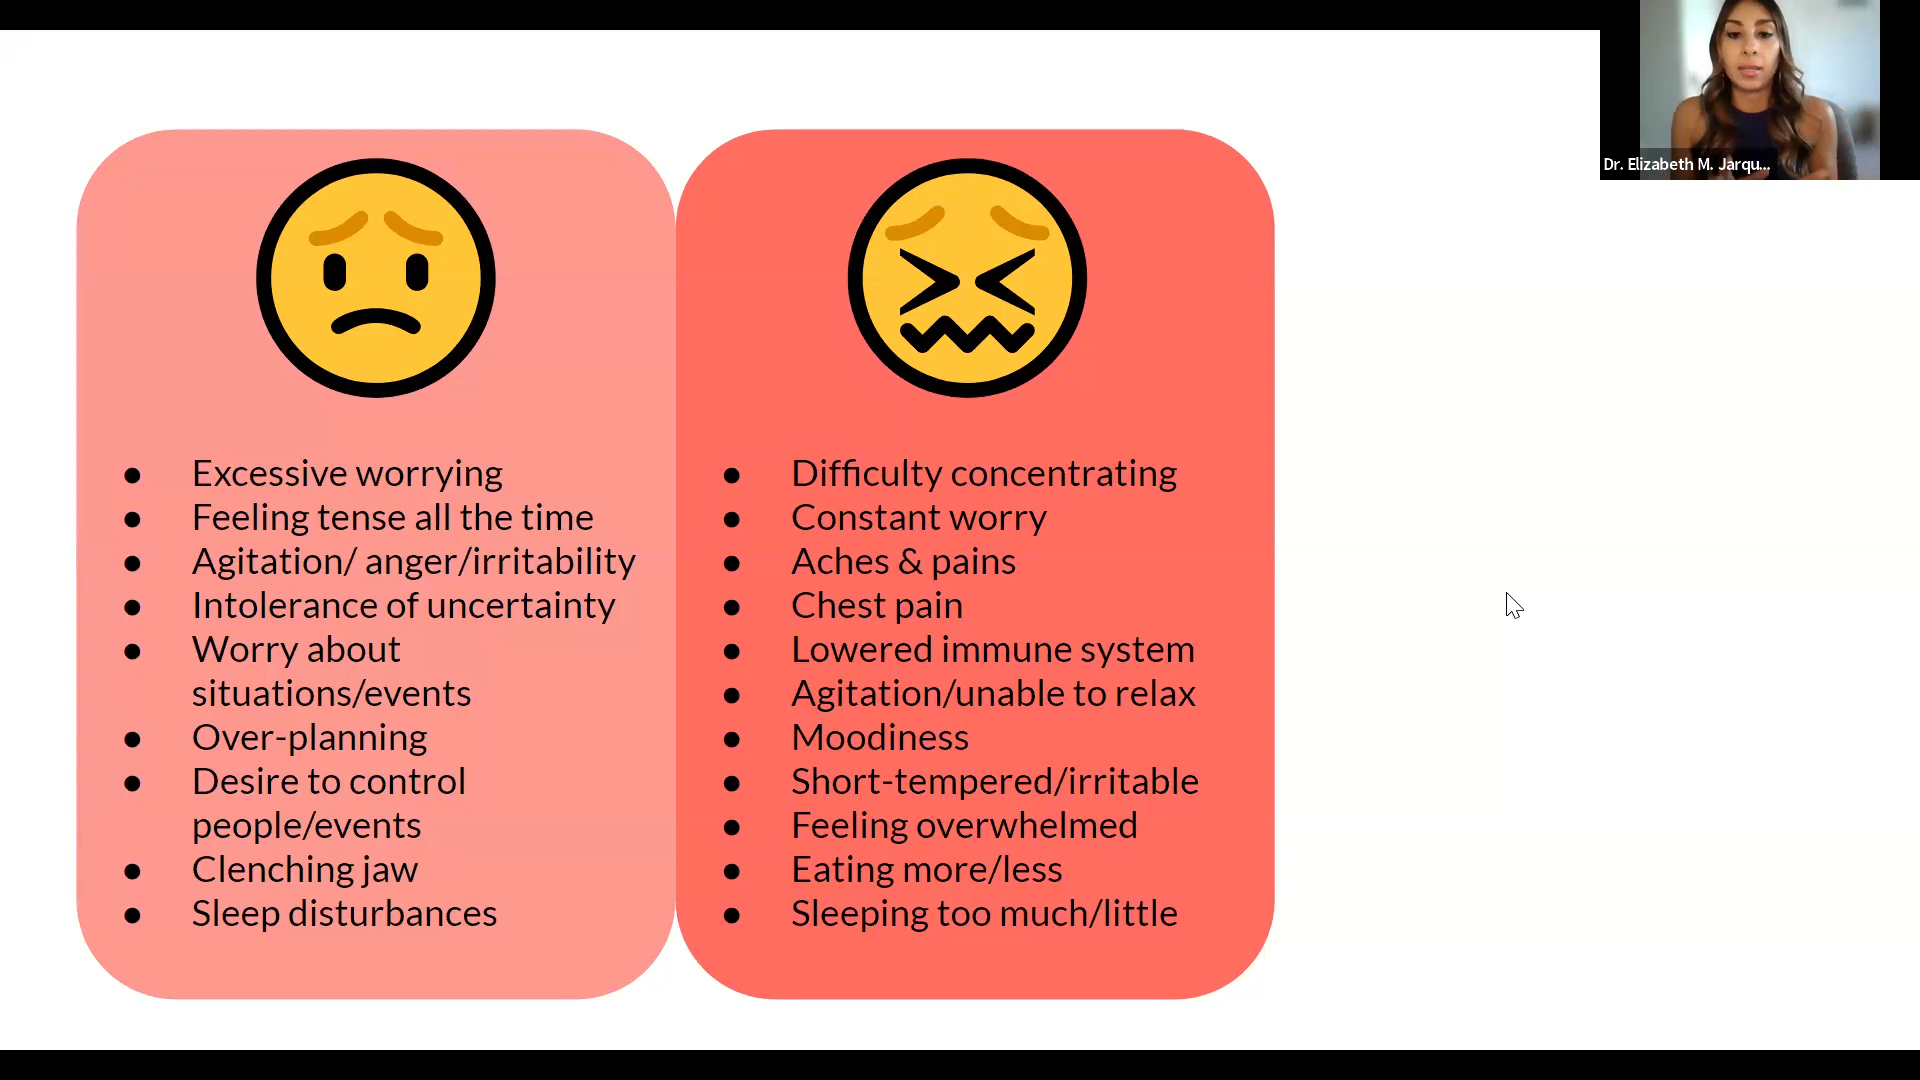 Dr. Elizabeth M. Jarqu...
● Excessive worrying
● Feeling tense all the time
● Agitation/ anger/irritability
● Intolerance of uncertainty
● Worry about
situations/events
● Over-planning
● Desire to control
people/events
● Clenching jaw
● Sleep disturbances
● Difficulty concentrating
● Constant worry
● Aches & pains
● Chest pain
● Lowered immune system
● Agitation/unable to relax
● Moodiness
● Short-tempered/irritable
● Feeling overwhelmed
● Eating more/less
● Sleeping too much/little